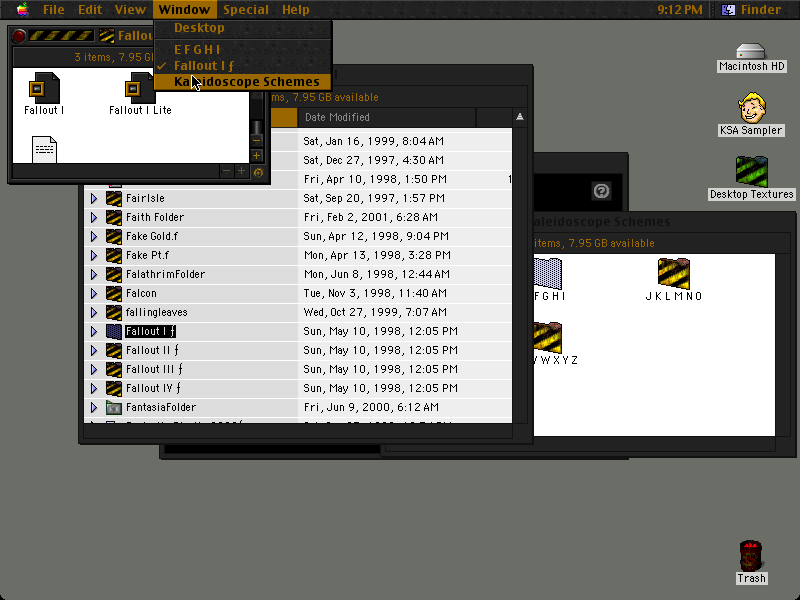 File Edit View Window Special Help 9:12 PM Finder
Desktop
E F G H I
✓ Fallout I ƒ
Kaleidoscope Schemes
Fallou
3 items, 7.95 G
Fallout I
Fallout I Lite
ms, 7.95 GB available
Date Modified
Sat, Jan 16, 1999, 8:04 AM
Sat, Dec 27, 1997, 4:30 AM
Fri, Apr 10, 1998, 1:50 PM 1
FairIsle Sat, Sep 20, 1997, 1:57 PM
Faith Folder Fri, Feb 2, 2001, 6:28 AM
Fake Gold.f Sun, Apr 12, 1998, 9:04 PM
Fake Pt.f Mon, Apr 13, 1998, 3:28 PM
FalathrimFolder Mon, Jun 8, 1998, 12:44 AM
Falcon Tue, Nov 3, 1998, 11:40 AM
fallingleaves Wed, Oct 27, 1999, 7:07 AM
Fallout I ƒ Sun, May 10, 1998, 12:05 PM
Fallout II ƒ Sun, May 10, 1998, 12:05 PM
Fallout III ƒ Sun, May 10, 1998, 12:05 PM
Fallout IV ƒ Sun, May 10, 1998, 12:05 PM
FantasiaFolder Fri, Jun 9, 2000, 6:12 AM
aleidoscope Schemes
items, 7.95 GB available
F G H I
J K L M N O
W X Y Z
Macintosh HD
KSA Sampler
Desktop Textures
Trash